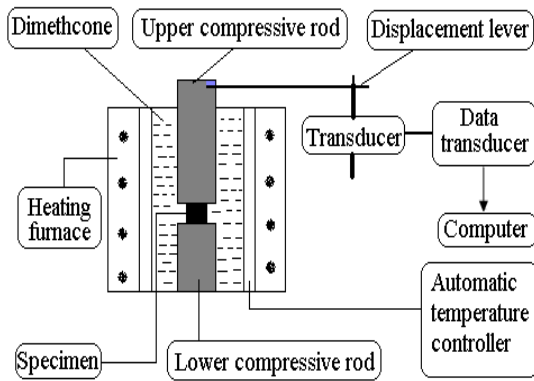 Dimethcone
Upper compressive rod
Displacement lever
Transducer
Data
transducer
Heating
furnace
Computer
Automatic
temperature
controller
Specimen
Lower compressive rod